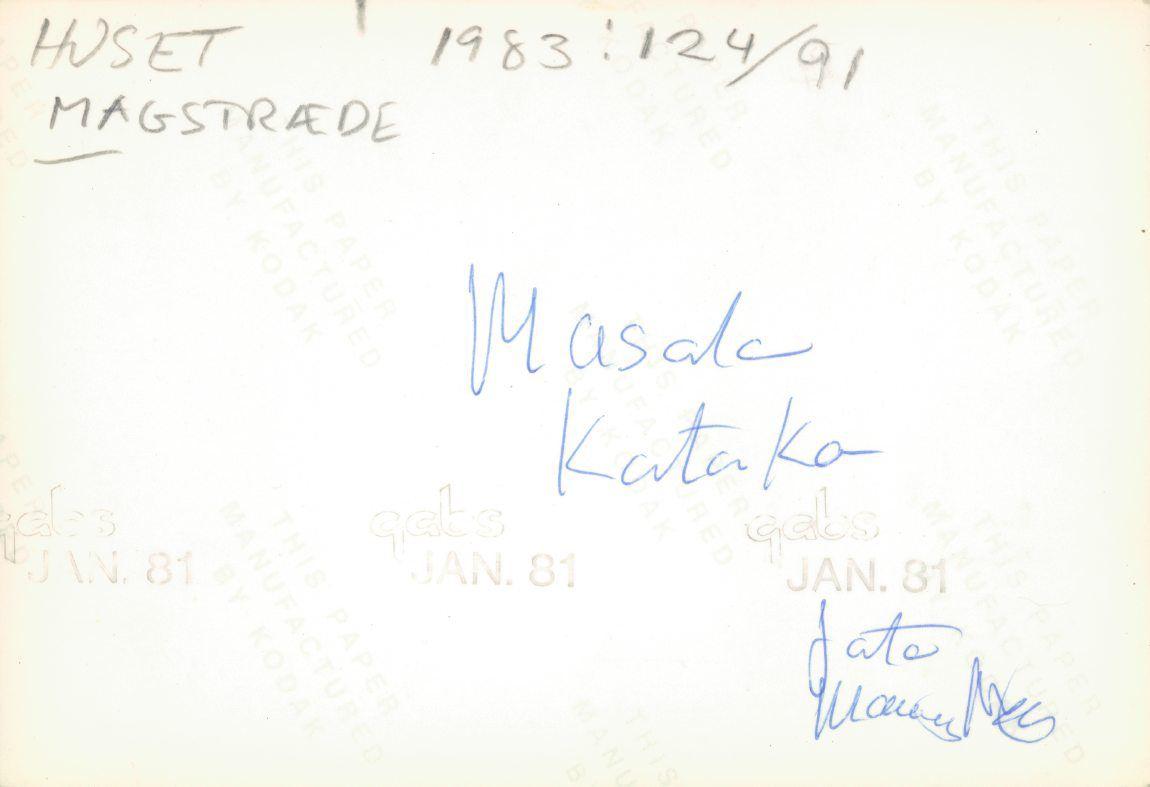 HUSET 1983:124/91
MAGSTRÆDE
THIS PAPER
MANUFACTURED
BY KODAK
Masala
Kataka
gabs gabs gabs
JAN. 81 JAN. 81 JAN. 81